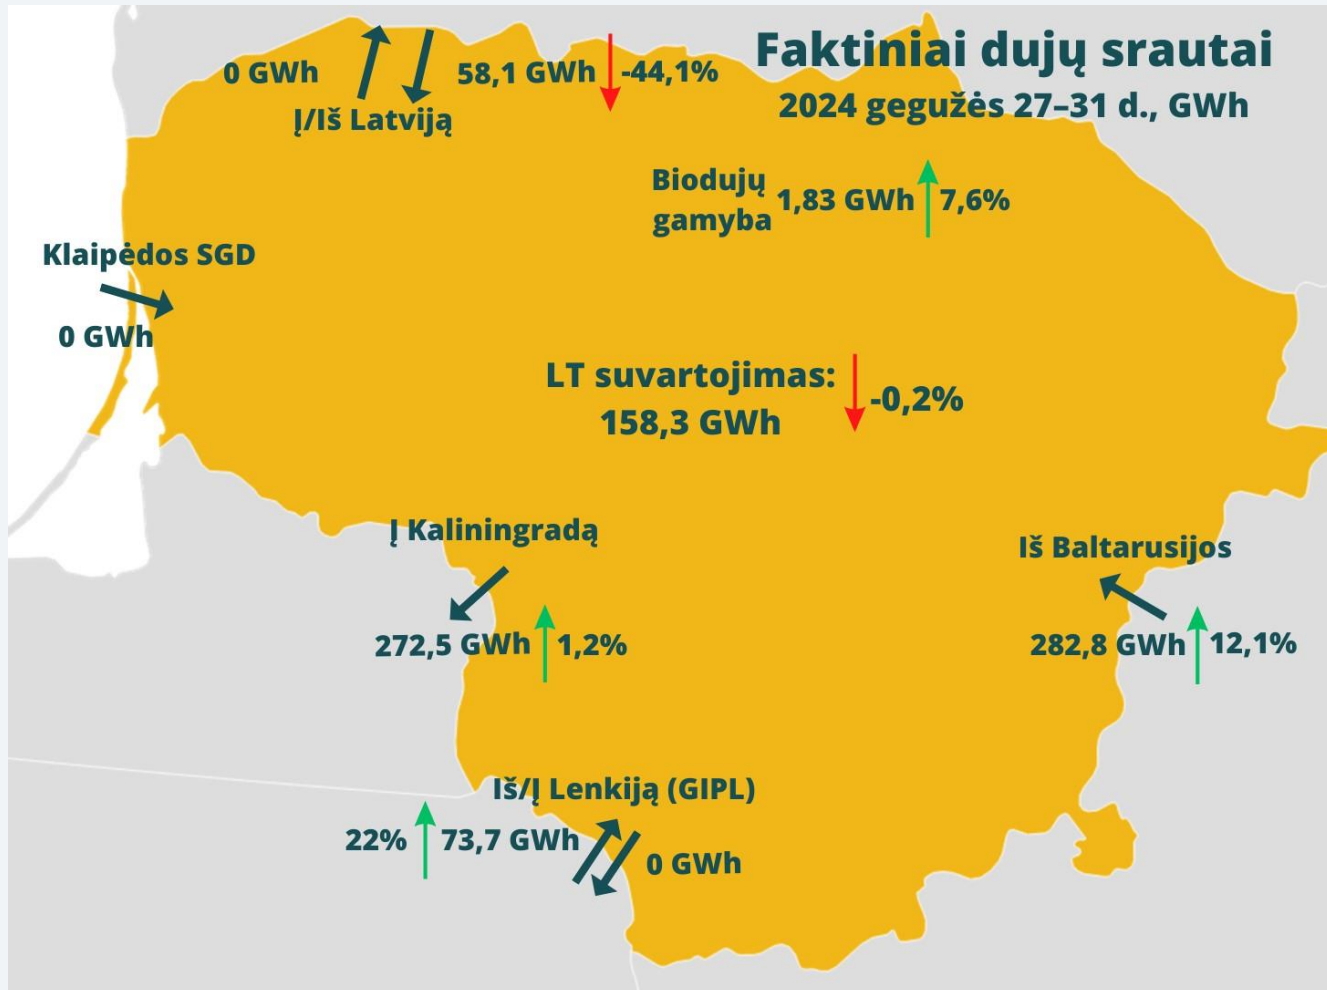 Faktiniai dujų srautai
2024 gegužės 27–31 d., GWh
0 GWh
58,1 GWh
-44,1%
Į/Iš Latviją
Biodujų
gamyba
1,83 GWh
7,6%
Klaipėdos SGD
0 GWh
LT suvartojimas:
158,3 GWh
-0,2%
Į Kaliningradą
272,5 GWh
1,2%
Iš Baltarusijos
282,8 GWh
12,1%
Iš/Į Lenkiją (GIPL)
22%
73,7 GWh
0 GWh